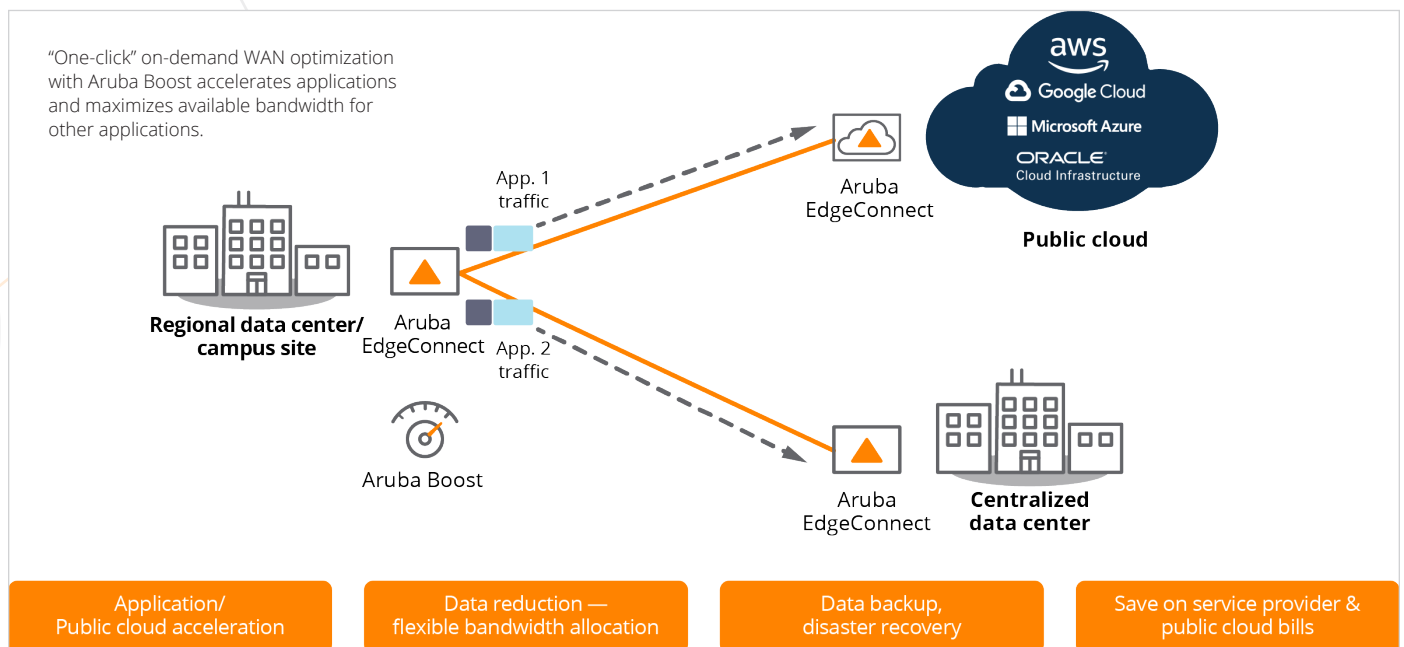 “One-click” on-demand WAN optimization
with Aruba Boost accelerates applications
and maximizes available bandwidth for
other applications.
aws
Google Cloud
Microsoft Azure
ORACLE
Cloud Infrastructure
Public cloud
Aruba
EdgeConnect
App. 1
traffic
Regional data center/
campus site
Aruba
EdgeConnect
App. 2
traffic
Aruba Boost
Aruba
EdgeConnect
Centralized
data center
Application/
Public cloud acceleration
Data reduction —
flexible bandwidth allocation
Data backup,
disaster recovery
Save on service provider &
public cloud bills